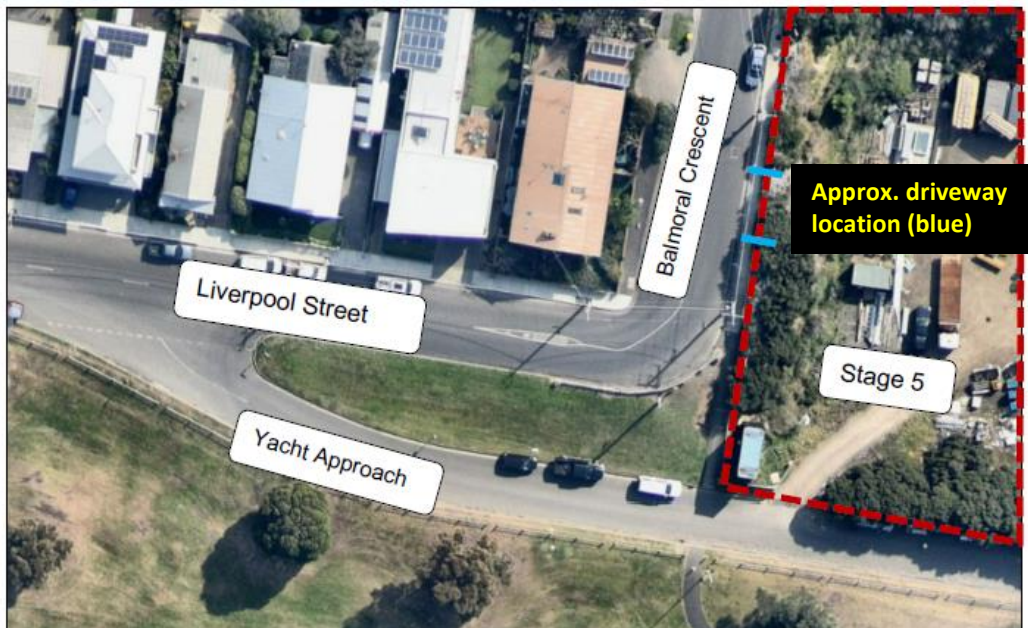 Balmoral Crescent
Approx. driveway
location (blue)
Liverpool Street
Stage 5
Yacht Approach